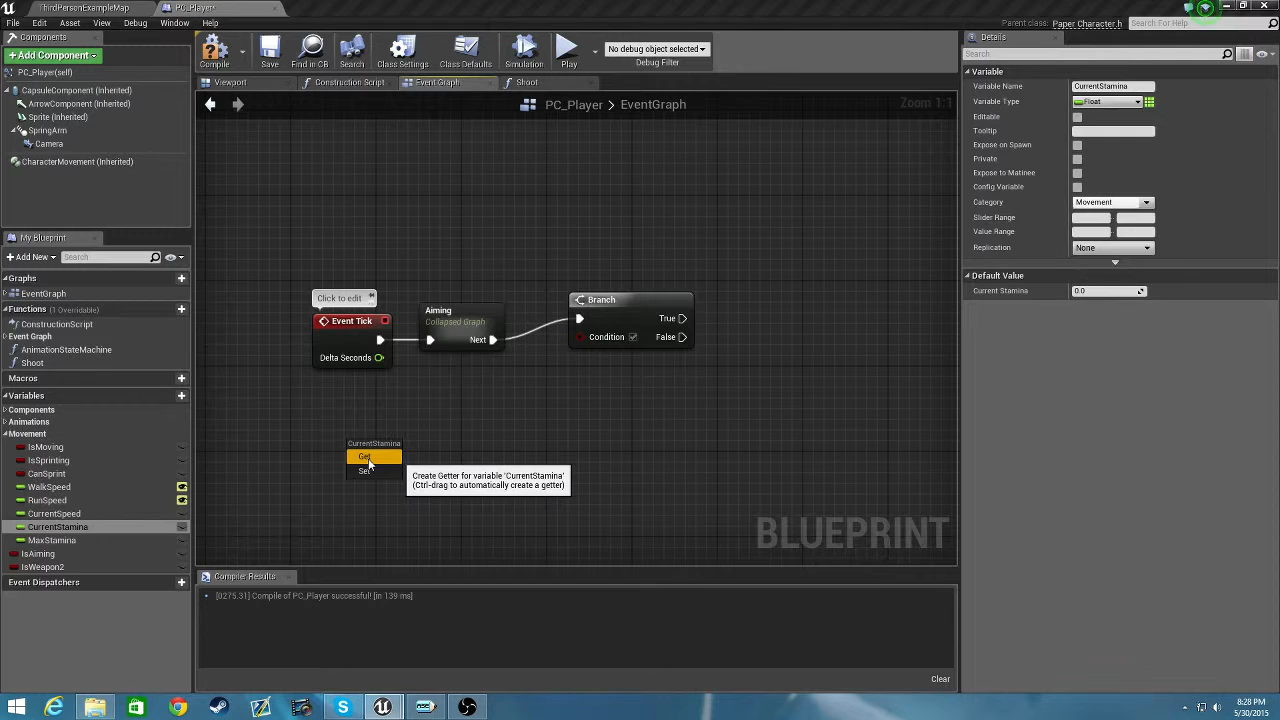 ThirdPersonExampleMap
PC_Player*
File Edit Asset View Debug Window Help
Parent class: Paper Character.h
Search For Help
Components
+Add Component
PC_Player(self)
CapsuleComponent (Inherited)
ArrowComponent (Inherited)
Sprite (Inherited)
SpringArm
Camera
CharacterMovement (Inherited)
Compile
Save
Find in CB
Search
Class Settings
Class Defaults
Simulation
Play
No debug object selected
Debug Filter
Viewport
Construction Script
Event Graph
Shoot
PC_Player > EventGraph
Zoom 1:1
My Blueprint
+Add New
Search
Graphs
EventGraph
Functions (1 Overridable)
ConstructionScript
Event Graph
AnimationStateMachine
Shoot
Macros
Variables
Components
Animations
Movement
IsMoving
IsSprinting
CanSprint
WalkSpeed
RunSpeed
CurrentSpeed
CurrentStamina
MaxStamina
IsAiming
IsWeapon2
Event Dispatchers
Click to edit
Event Tick
Delta Seconds
Aiming
Collapsed Graph
Next
Branch
True
Condition
False
CurrentStamina
Get
Set
Create Getter for variable 'CurrentStamina'
(Ctrl-drag to automatically create a getter)
BLUEPRINT
Compiler Results
[0275.31] Compile of PC_Player successful! [in 139 ms]
Clear
Details
Search
Variable
Variable Name CurrentStamina
Variable Type Float
Editable
Tooltip
Expose on Spawn
Private
Expose to Matinee
Config Variable
Category Movement
Slider Range
Value Range
Replication None
Default Value
Current Stamina 0.0
8:28 PM
5/30/2015